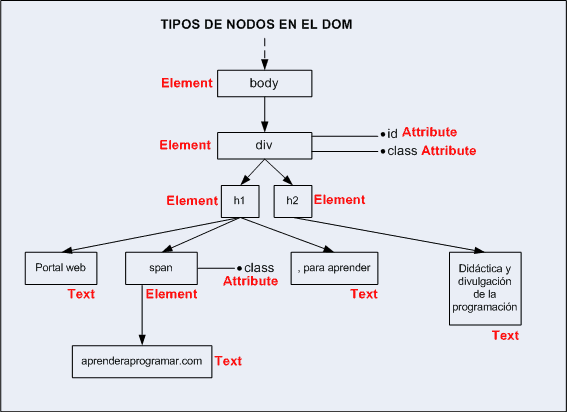 TIPOS DE NODOS EN EL DOM
Element
body
Element
div
id Attribute
class Attribute
Element
h1
h2
Element
Portal web
Text
span
Element
class
Attribute
, para aprender
Text
Didáctica y
divulgación
de la
programación
Text
aprenderaprogramar.com
Text